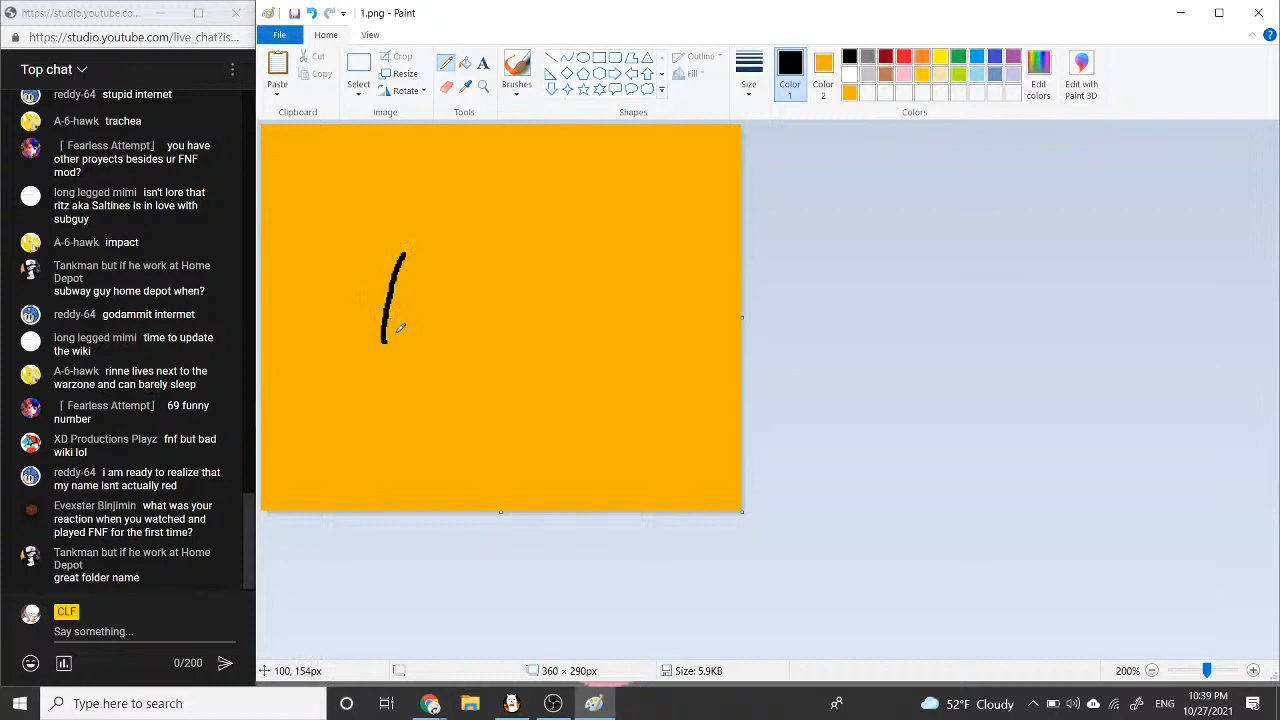 https://studio.youtube.co...
1.png - Paint
https://studio.youtube.com/live_chat?is...
File
Home
View
Top chat
Paste
Cut
Copy
Select
Crop
Resize
Rotate
Brushes
Outline
Fill
Size
Color
1
Color
2
Edit
colors
Edit with
Paint 3D
Clipboard
Image
Tools
Shapes
Colors
reddy-64 stupid internet
A-6-hawk trachea
「 Fearless Attempt」 you have
other proyects besides ur FNF
mod?
long legged mimi isn't lore that
ritz aka Saltines is in love with
subguy
A-6-hawk impact
Tankman but if he work at Home
Depot
subway guy home depot when?
reddy-64 godammit internet
long legged mimi time to update
the wiki
A-6-hawk rinne lives next to the
warzone and can barely sleep
「 Fearless Attempt」 69 funny
number
XD Productions Playz fnf but bad
wiki lol
reddy-64 i am ready to realize that
my name isnt actually red
Evexster Binjimin what was your
reaction when you watched and
played FNF for the first time?
Tankman but if he work at Home
Depot
great folder name
CLF
Say something...
0/200
100, 154px
360 × 290px
Size: 5.9KB
200%
Type here to search
52°F Cloudy
ENG
10:39 PM
10/27/2021